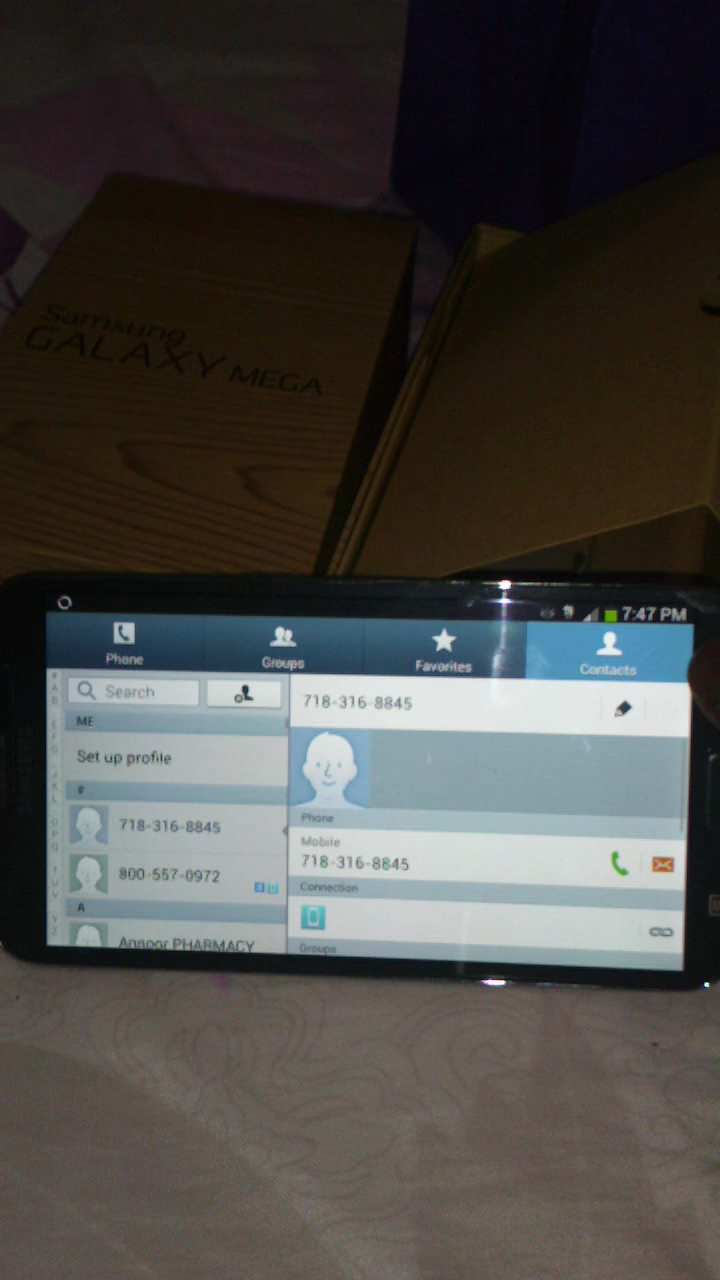 Samsung
GALAXY MEGA
7:47 PM
Phone
Groups
Favorites
Contacts
Search
ME
Set up profile
#
718-316-8845
800-557-0972
A
PHARMACY
718-316-8845
Phone
Mobile
718-316-8845
Connection
Groups